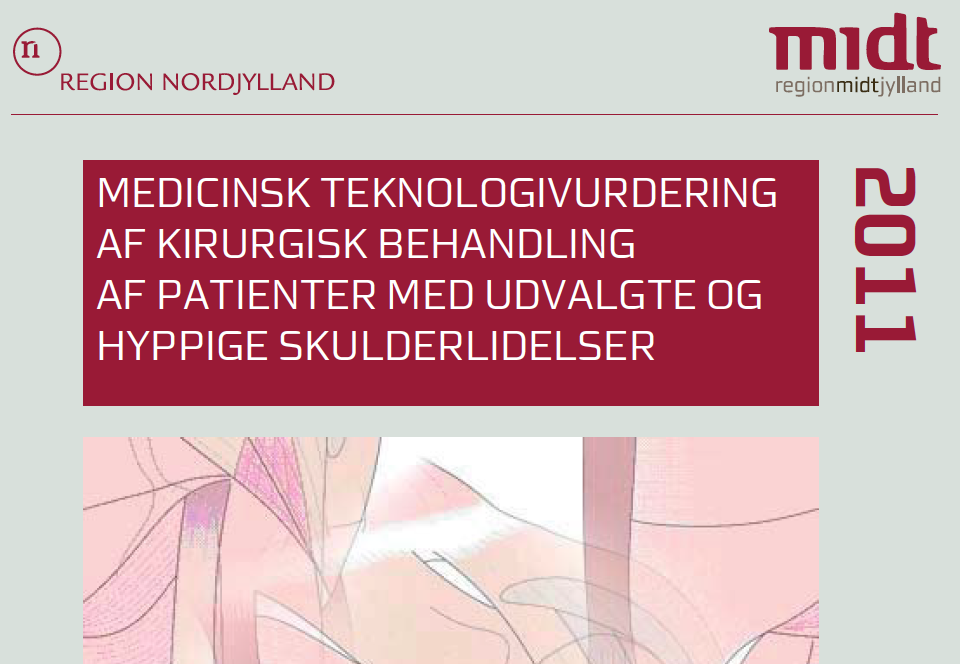 n
REGION NORDJYLLAND
midt
regionmidtjylland
MEDICINSK TEKNOLOGIVURDERING
AF KIRURGISK BEHANDLING
AF PATIENTER MED UDVALGTE OG
HYPPIGE SKULDERLIDELSER
2011